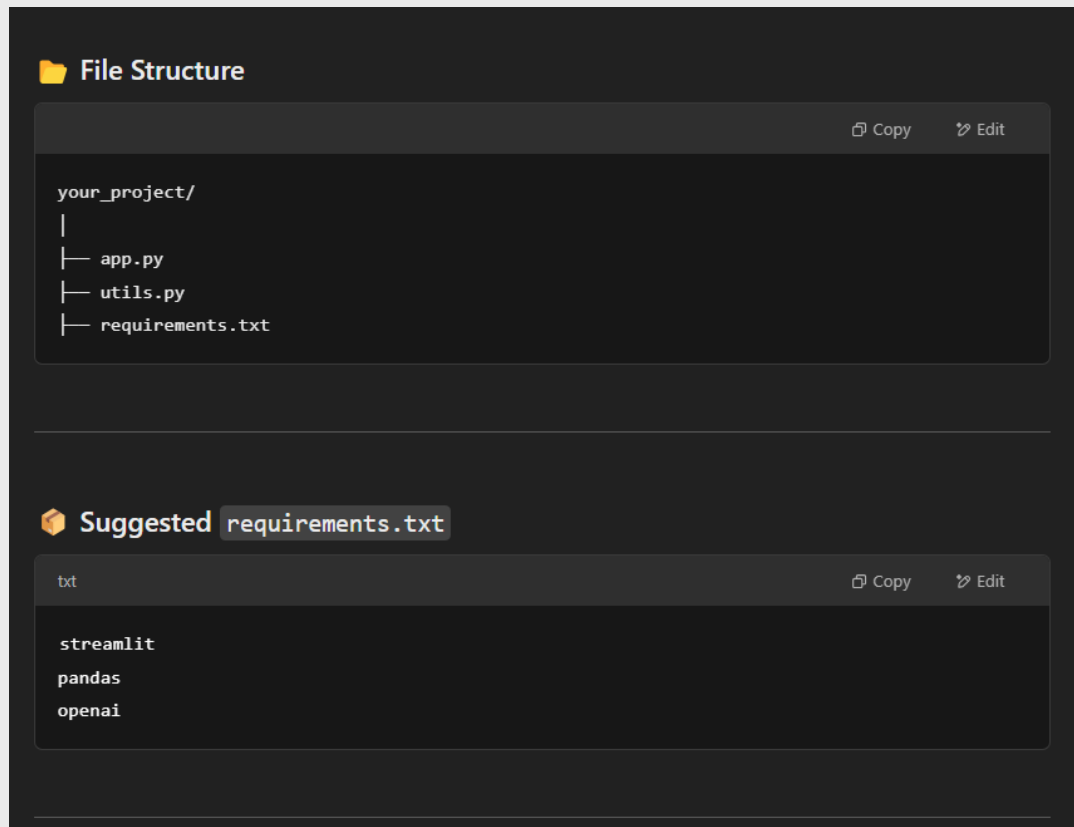 📂 File Structure
Copy Edit
your_project/
│
├── app.py
├── utils.py
├── requirements.txt
📦 Suggested requirements.txt
txt Copy Edit
streamlit
pandas
openai